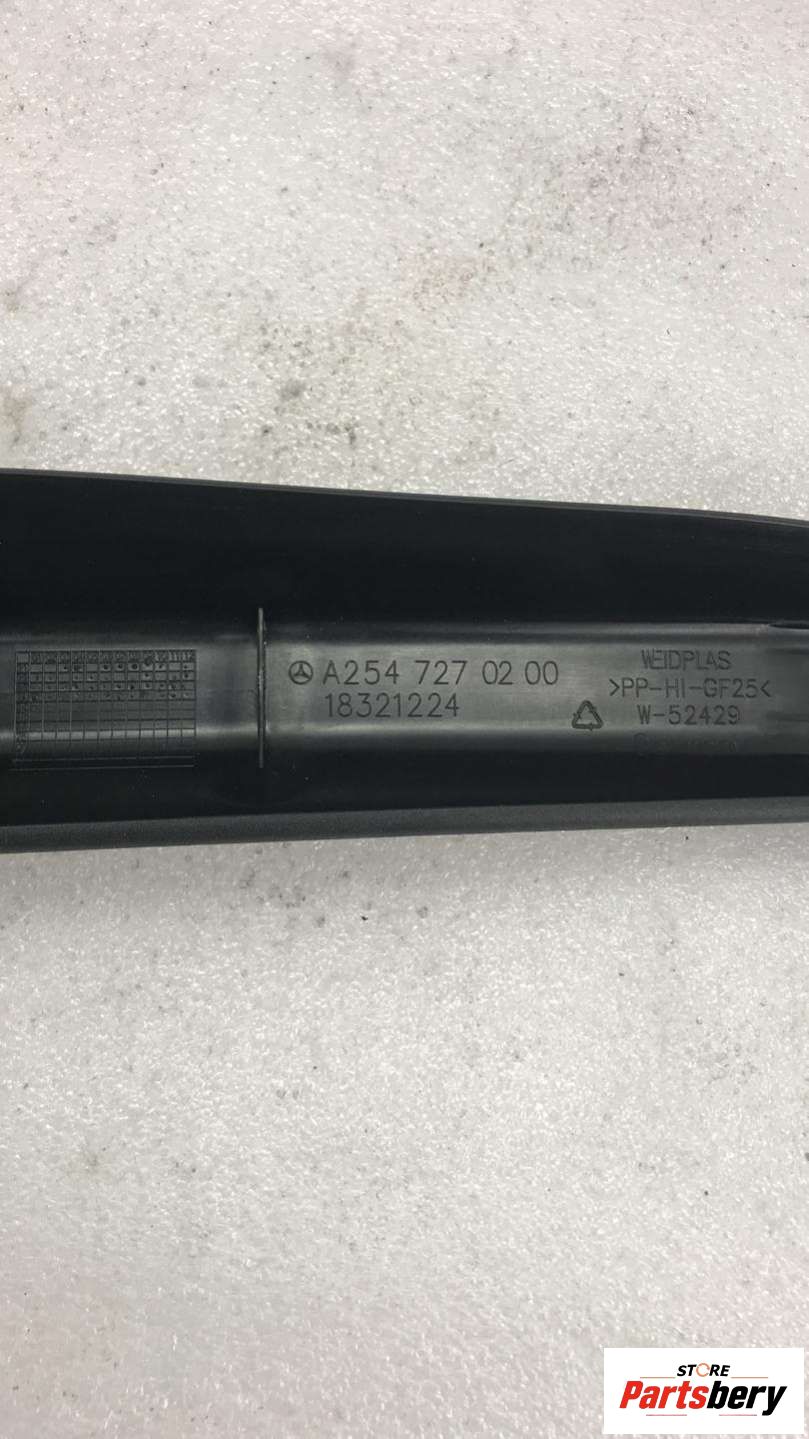 A254 727 02 00
18321224
WEIDPLAS
>PP-HI-GF25<
W-52429
STORE
Partsbery